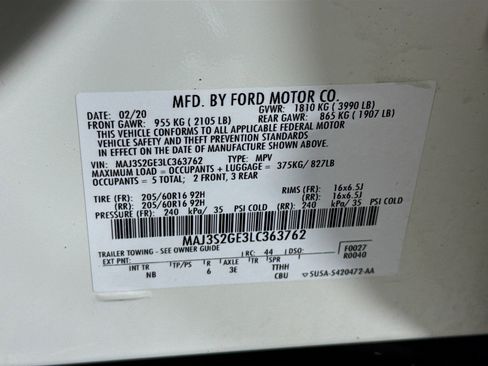 MFD. BY FORD MOTOR CO.
DATE: 02/20 GVWR: 1810 KG ( 3990 LB)
FRONT GAWR: 955 KG ( 2105 LB) REAR GAWR: 865 KG ( 1907 LB)
THIS VEHICLE CONFORMS TO ALL APPLICABLE FEDERAL MOTOR
VEHICLE SAFETY AND THEFT PREVENTION STANDARDS
IN EFFECT ON THE DATE OF MANUFACTURE SHOWN ABOVE.
VIN: MAJ3S2GE3LC363762 TYPE: MPV
MAXIMUM LOAD = OCCUPANTS + LUGGAGE = 375KG/ 827LB
OCCUPANTS = 5 TOTAL; 2 FRONT, 3 REAR
TIRE (FR): 205/60R16 92H RIMS (FR): 16x6.5J
(RR): 205/60R16 92H (RR): 16x6.5J
PRESSURE (FR): 240 kPa/ 35 PSI COLD (RR): 240 kPa/ 35 PSI COLD
MAJ3S2GE3LC363762
TRAILER TOWING - SEE OWNER GUIDE
EXT PNT: RC: 44 DSO: F0027
R0040
INT TR TP/PS R AXLE TR SPR
NB 6 3E TTHH
CBU SU5A-5420472-AA